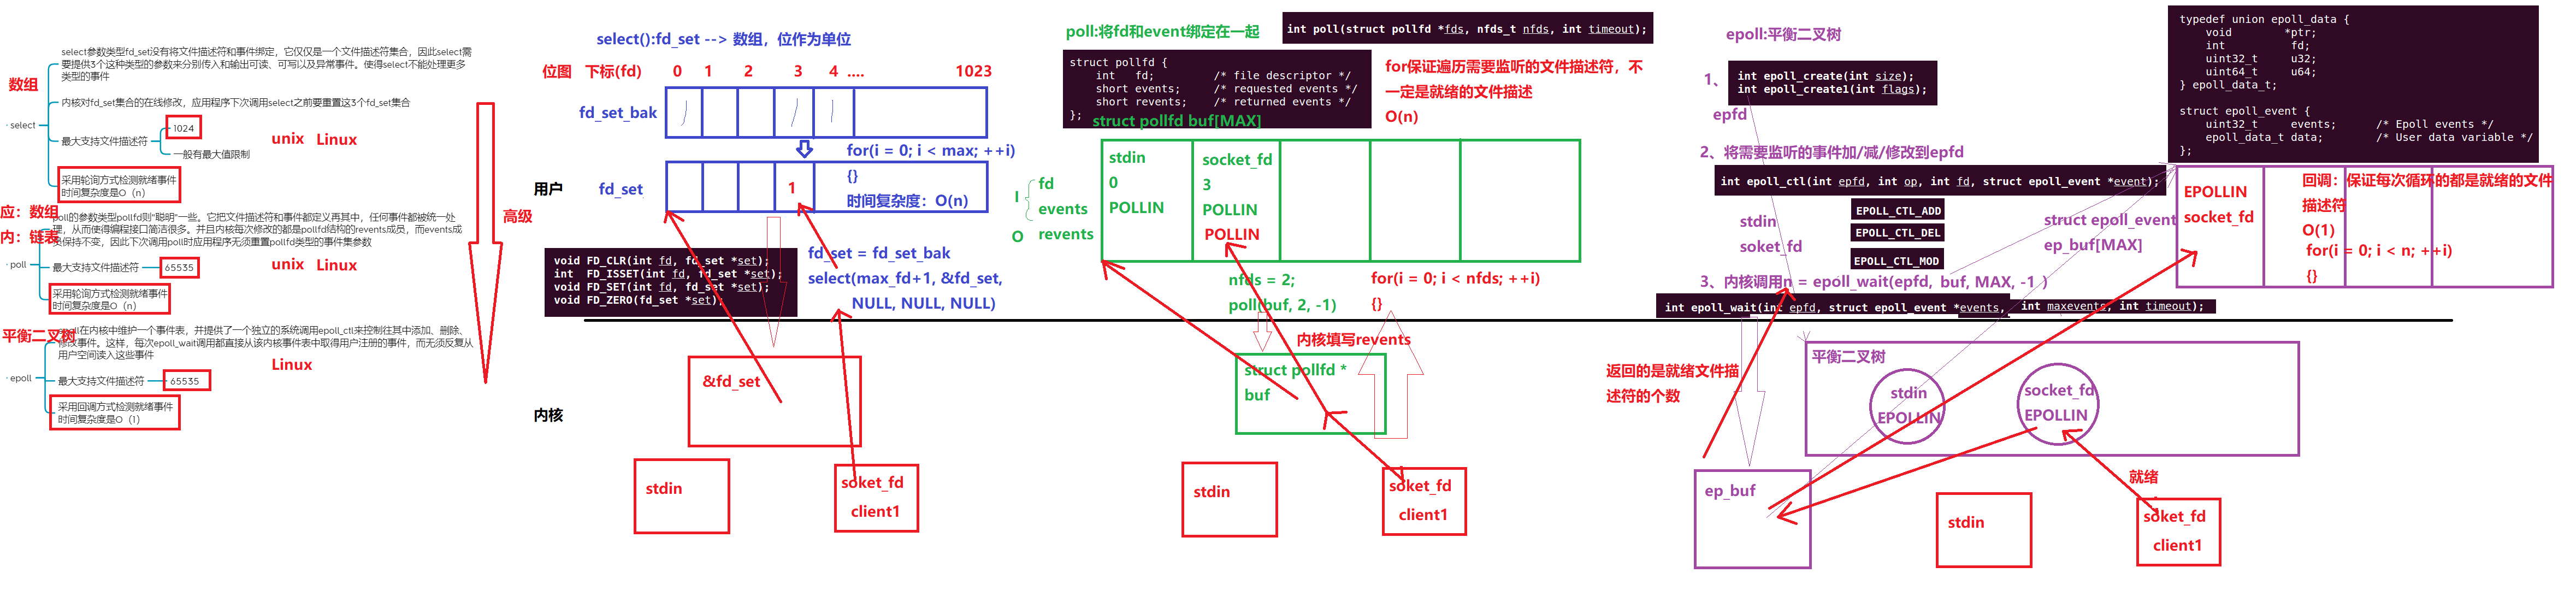 select参数类型fd_set没有将文件描述符和事件绑定，它仅仅是一个文件描述符集合，因此select需
要提供3个这种类型的参数来分别传入和输出可读、可写以及异常事件。使得select不能处理更多
类型的事件
数组
内核对fd_set集合的在线修改，应用程序下次调用select之前要重置这3个fd_set集合
select
最大支持文件描述符
1024
一般有最大值限制
unix Linux
采用轮询方式检测就绪事件
时间复杂度是O（n）
应：数组
内：链表
poll的参数类型pollfd则"聪明"一些。它把文件描述符和事件都定义再其中，任何事件都被统一处
理，从而使得编程接口简洁很多。并且内核每次修改的都是pollfd结构的revents成员，而events成
员保持不变，因此下次调用poll时应用程序无须重置pollfd类型的事件集参数
poll
最大支持文件描述符
65535
unix Linux
采用轮询方式检测就绪事件
时间复杂度是O（n）
平衡二叉树
epoll在内核中维护一个事件表，并提供了一个独立的系统调用epoll_ctl来控制往其中添加、删除、
修改事件。这样，每次epoll_wait调用都直接从该内核事件表中取得用户注册的事件，而无须反复从
用户空间读入这些事件
Linux
epoll
最大支持文件描述符
65535
采用回调方式检测就绪事件
时间复杂度是O（1）
高级
select():fd_set --> 数组，位作为单位
位图 下标(fd) 0 1 2 3 4 .... 1023
fd_set_bak
for(i = 0; i < max; ++i)
{}
时间复杂度：O(n)
用户
fd_set
1
void FD_CLR(int fd, fd_set *set);
int FD_ISSET(int fd, fd_set *set);
void FD_SET(int fd, fd_set *set);
void FD_ZERO(fd_set *set);
fd_set = fd_set_bak
select(max_fd+1, &fd_set,
NULL, NULL, NULL)
&fd_set
内核
stdin
soket_fd
client1
poll:将fd和event绑定在一起
int poll(struct pollfd *fds, nfds_t nfds, int timeout);
struct pollfd {
int fd; /* file descriptor */
short events; /* requested events */
short revents; /* returned events */
};
struct pollfd buf[MAX]
for保证遍历需要监听的文件描述符，不
一定是就绪的文件描述
O(n)
I
fd
events
O
revents
stdin
0
POLLIN
socket_fd
3
POLLIN
POLLIN
nfds = 2;
poll(buf, 2, -1)
for(i = 0; i < nfds; ++i)
{}
内核填写revents
struct pollfd *
buf
stdin
soket_fd
client1
epoll:平衡二叉树
1、
int epoll_create(int size);
int epoll_create1(int flags);
epfd
2、将需要监听的事件加/减/修改到epfd
int epoll_ctl(int epfd, int op, int fd, struct epoll_event *event);
stdin
soket_fd
EPOLL_CTL_ADD
EPOLL_CTL_DEL
EPOLL_CTL_MOD
struct epoll_event
ep_buf[MAX]
3、内核调用n = epoll_wait(epfd, buf, MAX, -1 )
int epoll_wait(int epfd, struct epoll_event *events, int maxevents, int timeout);
typedef union epoll_data {
void *ptr;
int fd;
uint32_t u32;
uint64_t u64;
} epoll_data_t;
struct epoll_event {
uint32_t events; /* Epoll events */
epoll_data_t data; /* User data variable */
};
EPOLLIN
socket_fd
回调：保证每次循环的都是就绪的文件
描述符
O(1)
for(i = 0; i < n; ++i)
{}
返回的是就绪文件描
述符的个数
平衡二叉树
stdin
EPOLLIN
socket_fd
EPOLLIN
就绪
ep_buf
stdin
soket_fd
client1